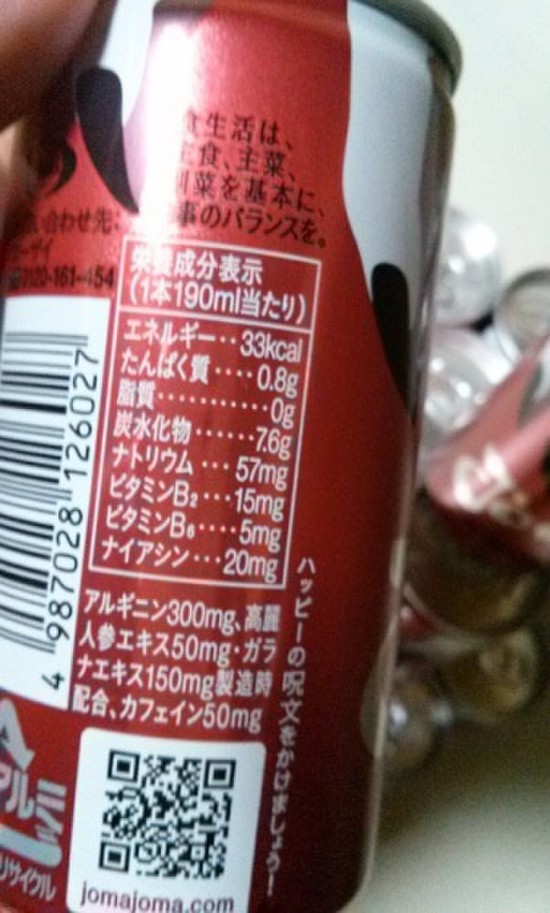 食生活は、
主食、主菜、
副菜を基本に、
食事のバランスを。
い合わせ先:
0120-161-454
栄養成分表示
(1本190ml当たり)
エネルギー‥33kcal
たんぱく質‥‥0.8g
脂質…………0g
炭水化物……7.6g
ナトリウム…57mg
ビタミンB₂…15mg
ビタミンB₆‥‥5mg
ナイアシン…20mg
アルギニン300mg、高麗
人参エキス50mg・ガラ
ナエキス150mg製造時
配合、カフェイン50mg
ハッピーの呪文をかけましょう!
4 987028 126027
アルミ
リサイクル
jomajoma.com